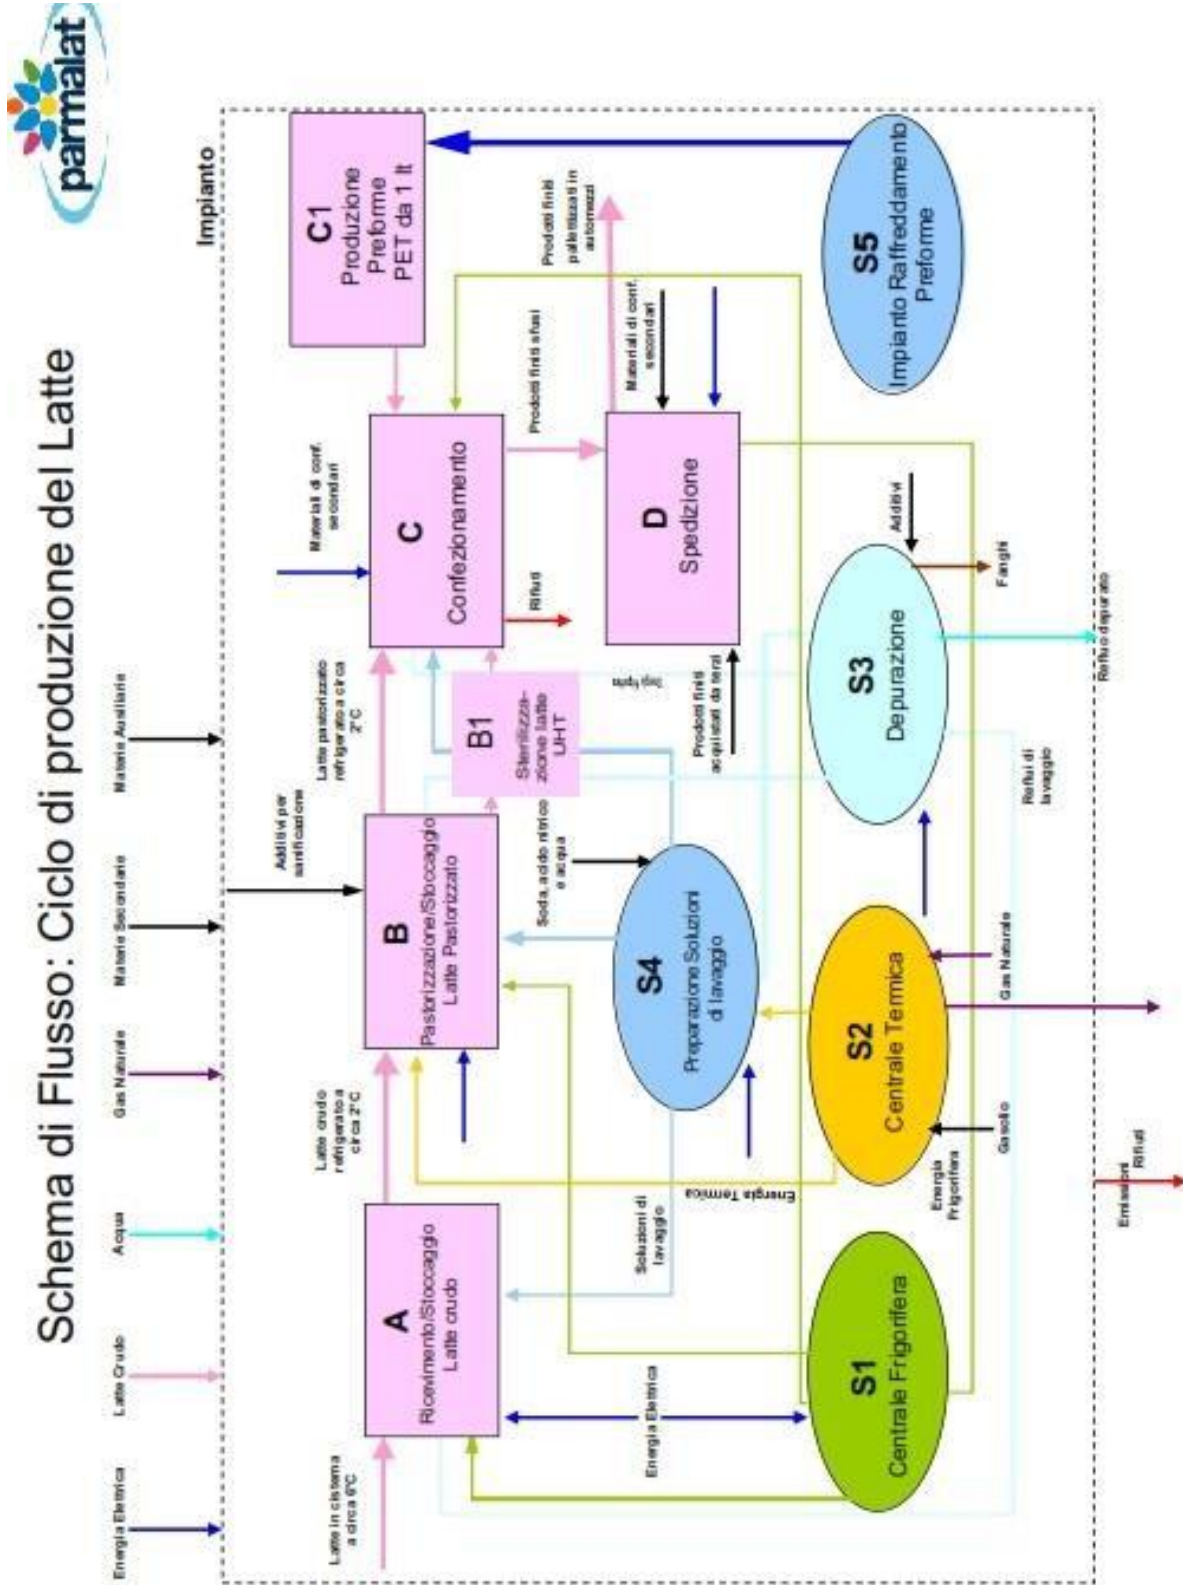 parmalat
Schema di Flusso: Ciclo di produzione del Latte
Energia Elettrica
Latte Crudo
Acqua
Gas Naturale
Materie Secondarie
Materie Ausiliarie
Impianto
Latte in cisterna
a circa 6°C
A
Ricevimento/Stoccaggio
Latte crudo
Latte crudo
refrigerato a
circa 2°C
Additivi per
sanificazione
B
Pastorizzazione/Stoccaggio
Latte Pastorizzato
Latte pastorizzato
refrigerato a circa
2°C
B1
Sterilizza-
zione latte
UHT
Materiali di conf.
secondari
C
Confezionamento
Rifiuti
C1
Produzione
Preforme
PET da 1 lt
Prodotti finiti sfusi
Prodotti finiti
pallettizzati in
automezzi
Materiali di conf.
secondari
D
Spedizione
Prodotti finiti
acquistati da terzi
Soda, acido nitrico
e acqua
S4
Preparazione Soluzioni
di lavaggio
Soluzioni di
lavaggio
Energia Termica
Energia Elettrica
S1
Centrale Frigorifera
Energia
Frigorifera
S2
Centrale Termica
Gasolio
Gas Naturale
S3
Depurazione
Additivi
Fanghi
Reflui di
lavaggio
Refluo depurato
S5
Impianto Raffreddamento
Preforme
Emissioni
Rifiuti